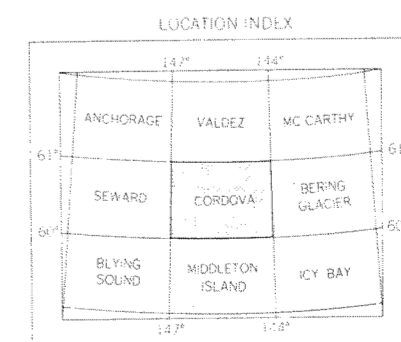 LOCATION INDEX
147° 144°
ANCHORAGE VALDEZ MC CARTHY
61° 61
SEWARD CORDOVA BERING
GLACIER
60° 60
BLYING
SOUND MIDDLETON
ISLAND ICY BAY
147° 144°